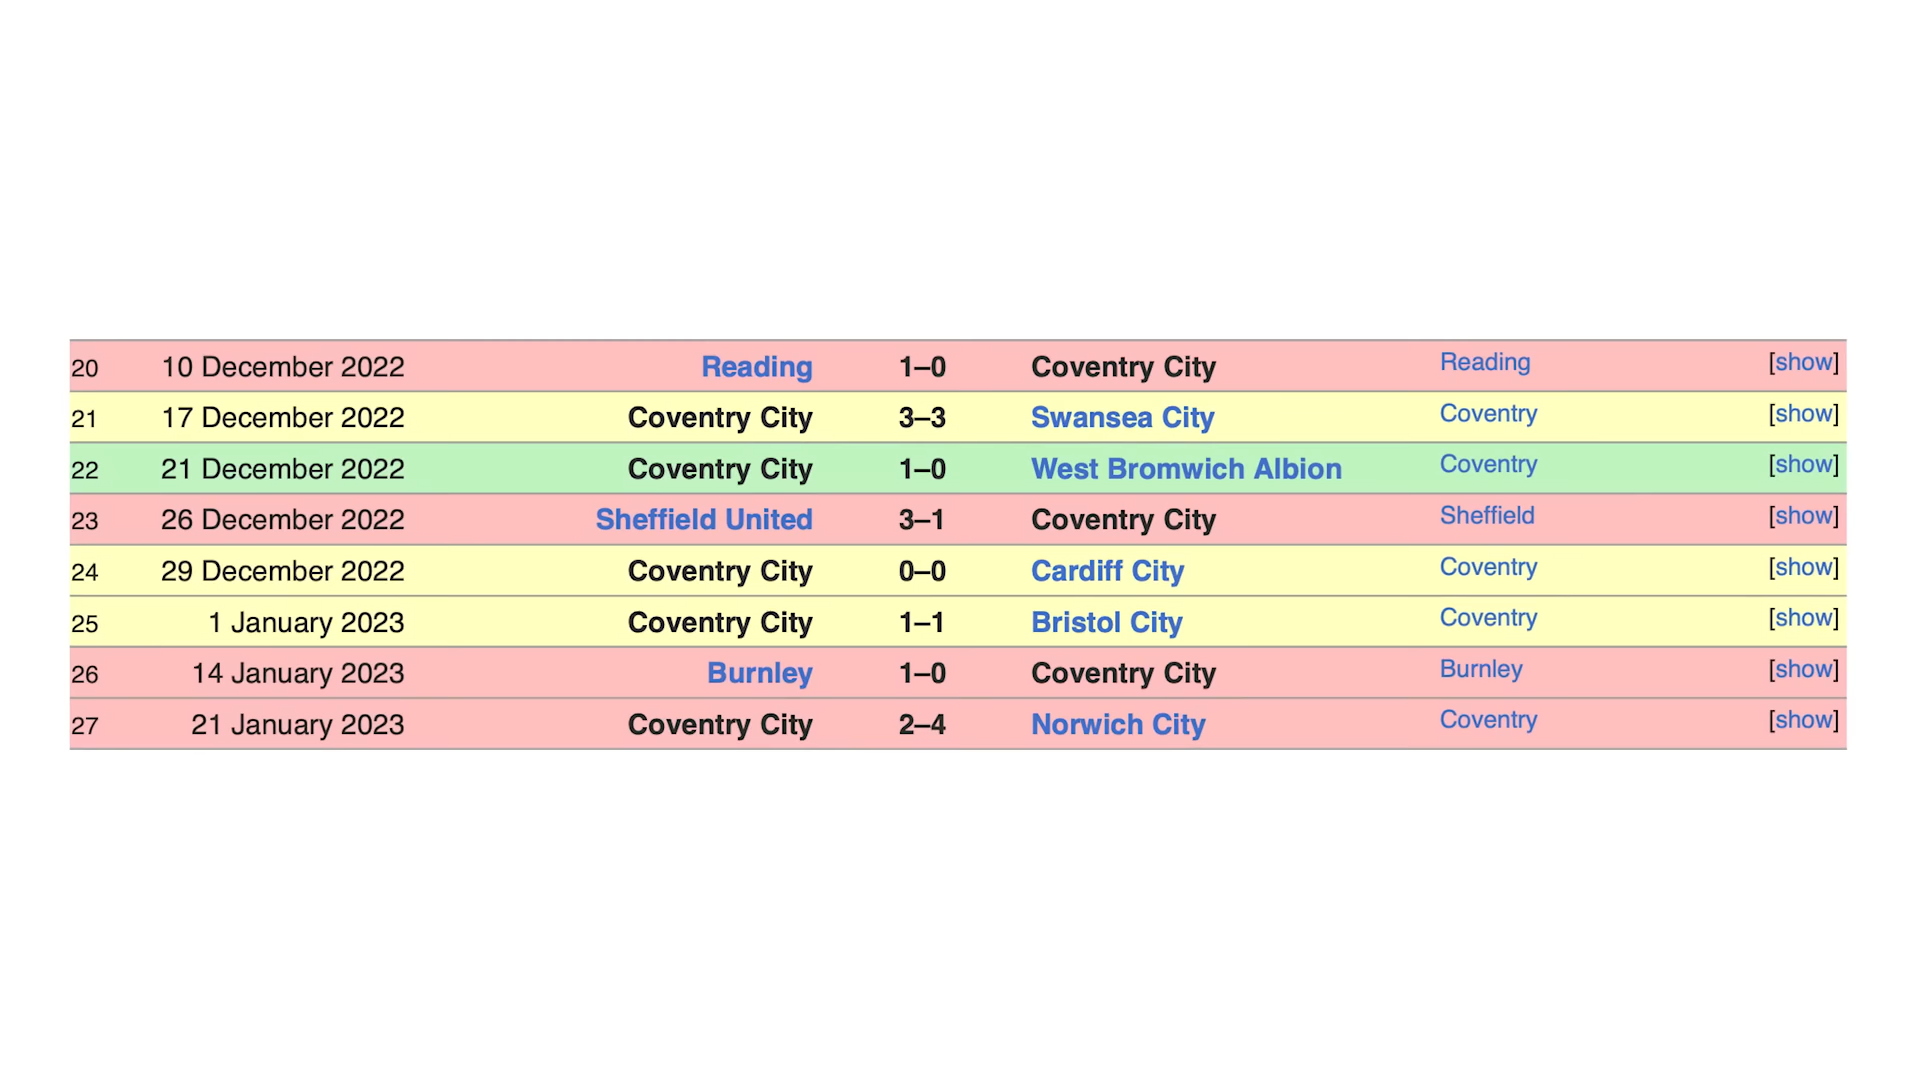 20 10 December 2022 Reading 1–0 Coventry City Reading [show]
21 17 December 2022 Coventry City 3–3 Swansea City Coventry [show]
22 21 December 2022 Coventry City 1–0 West Bromwich Albion Coventry [show]
23 26 December 2022 Sheffield United 3–1 Coventry City Sheffield [show]
24 29 December 2022 Coventry City 0–0 Cardiff City Coventry [show]
25 1 January 2023 Coventry City 1–1 Bristol City Coventry [show]
26 14 January 2023 Burnley 1–0 Coventry City Burnley [show]
27 21 January 2023 Coventry City 2–4 Norwich City Coventry [show]